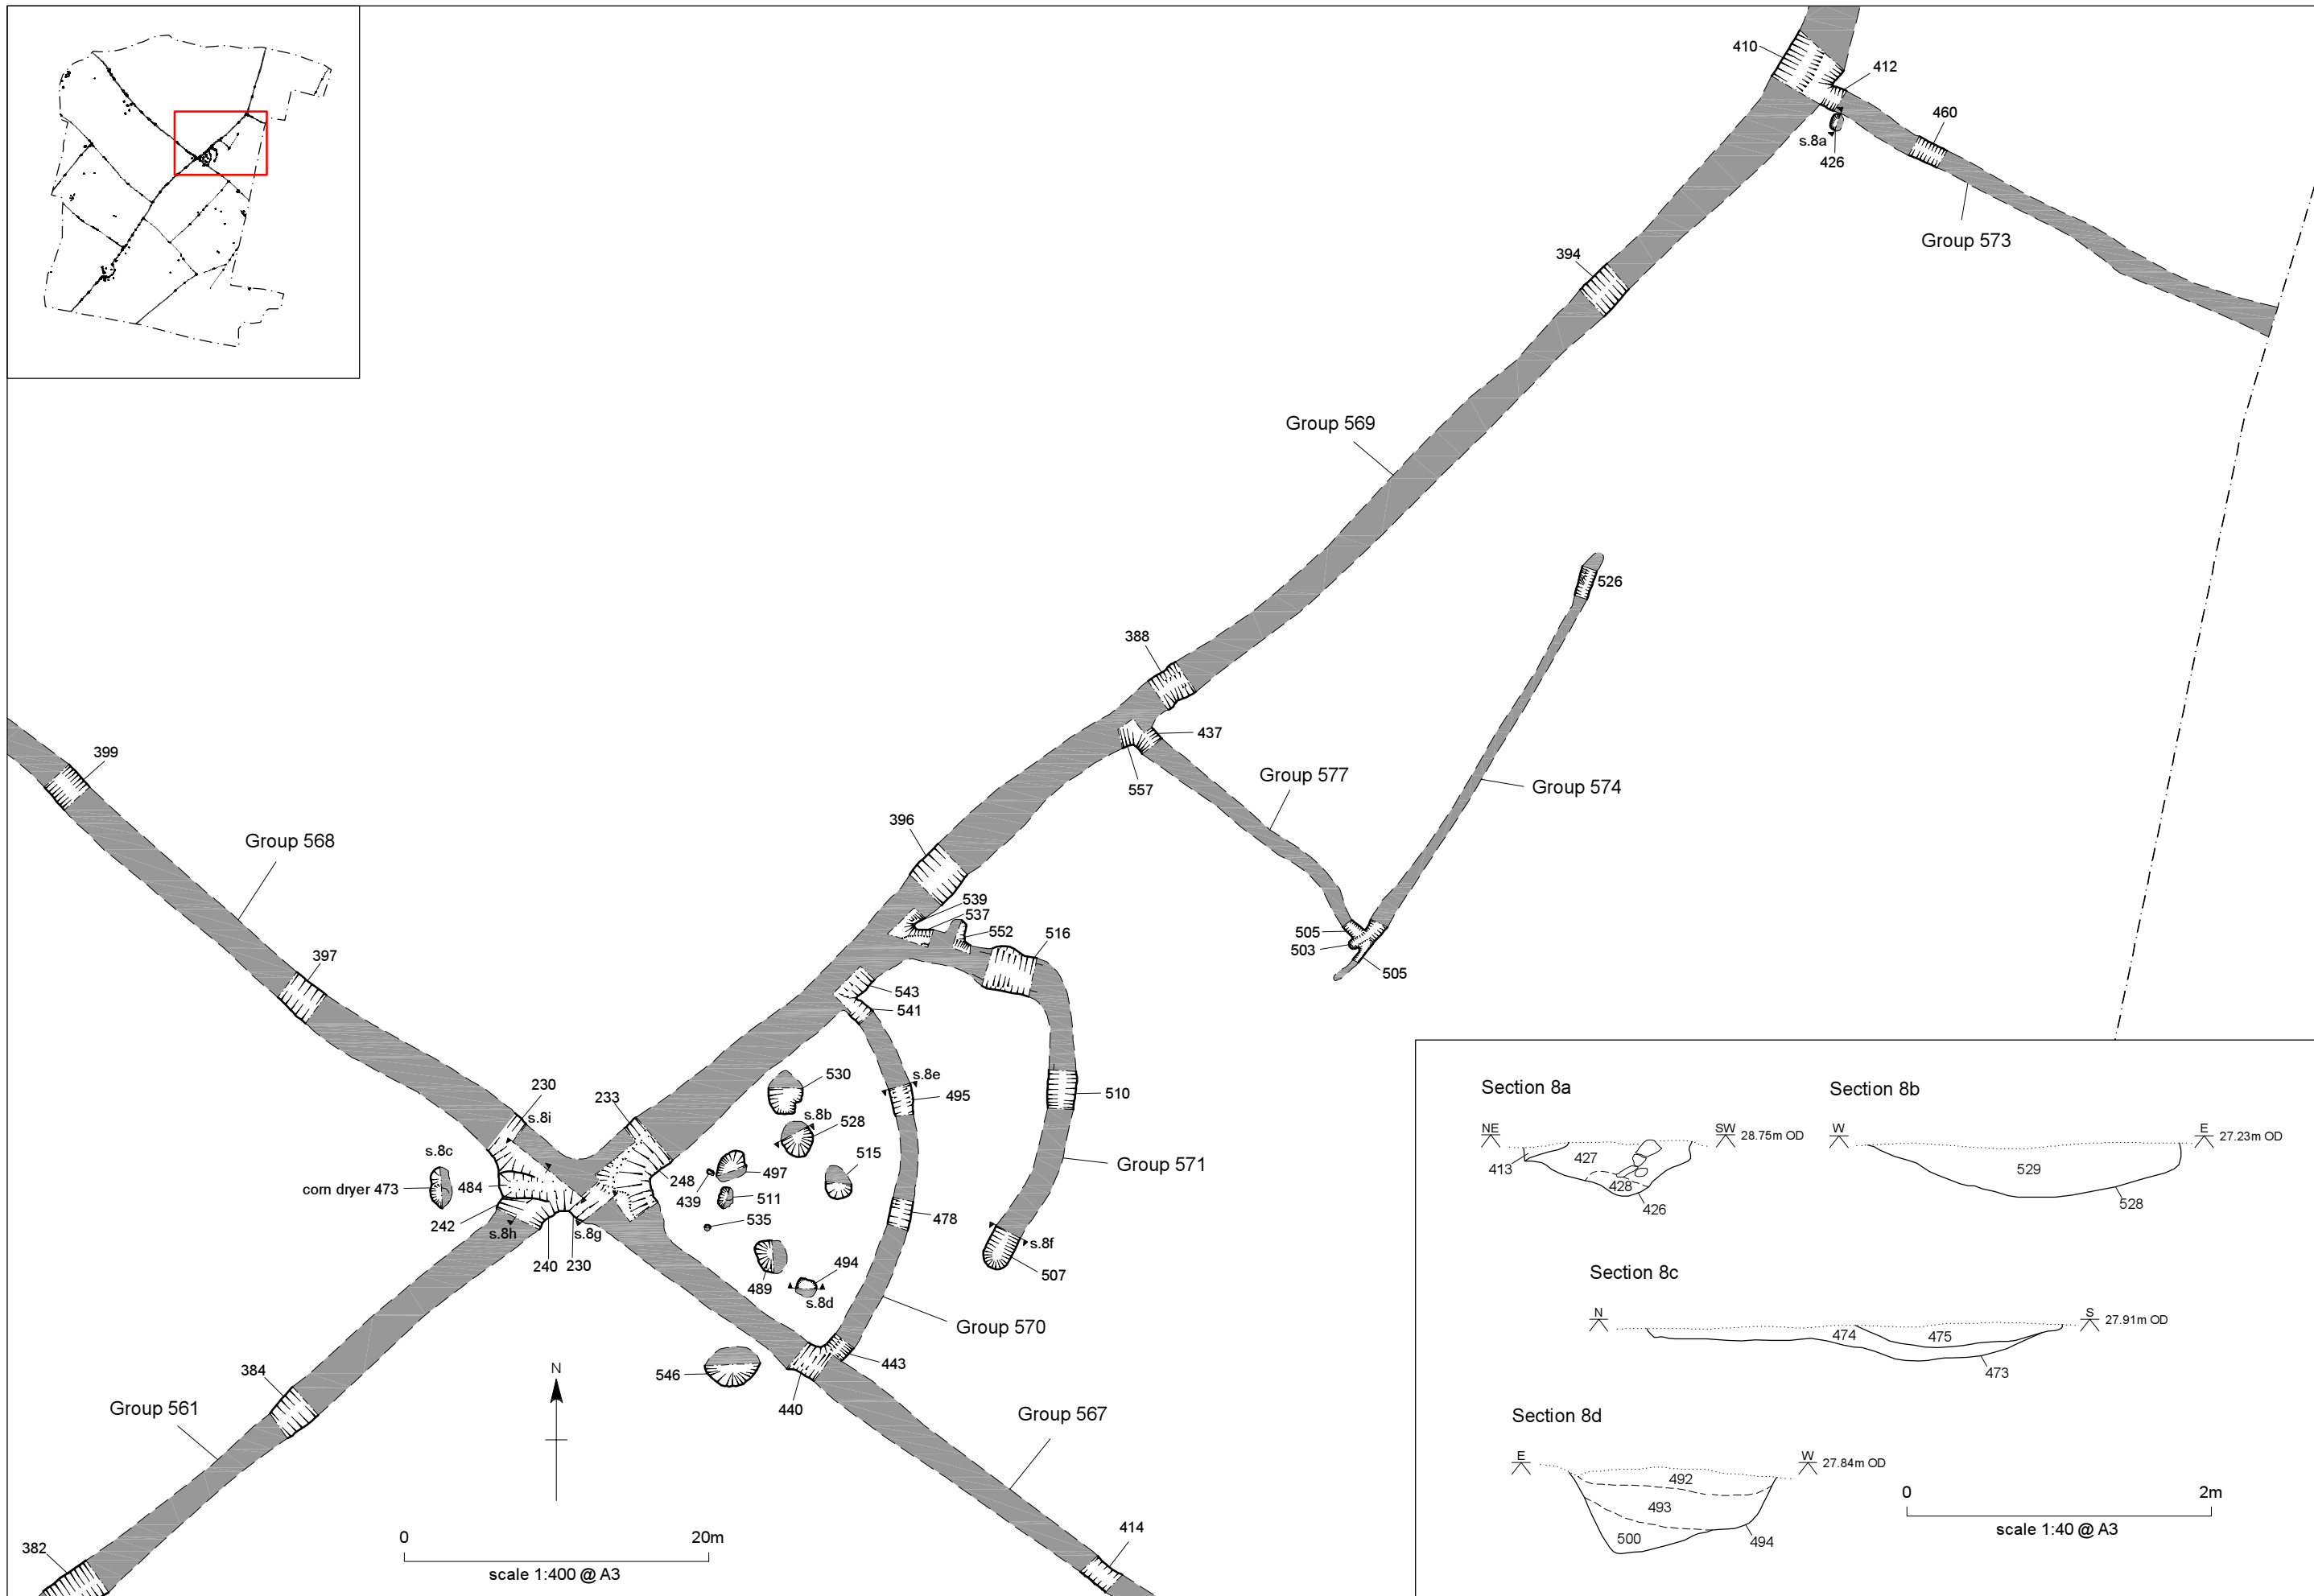 410
412
460
s.8a
426
Group 573
394
Group 569
526
388
399
437
Group 577
557
Group 574
Group 568
396
539
537
552
516
505
503
505
397
543
541
530
s.8e
495
510
230
233
s.8i
s.8b
528
s.8c
515
Group 571
corn dryer 473
484
248
497
439
511
242
535
478
s.8h
s.8g
s.8f
240
230
494
507
489
s.8d
Group 570
443
546
384
N
440
Group 561
Group 567
382
414
0
20m
scale 1:400 @ A3
Section 8a
NE
SW
28.75m OD
413
427
428
426
Section 8b
W
E
27.23m OD
529
528
Section 8c
N
S
27.91m OD
474
475
473
Section 8d
E
W
27.84m OD
492
493
500
494
0
2m
scale 1:40 @ A3